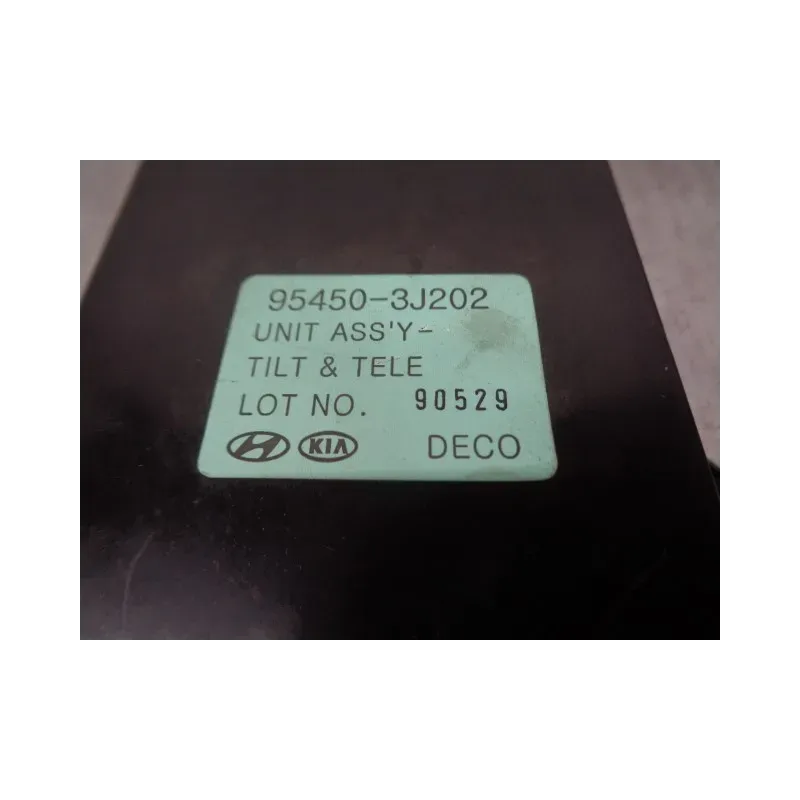 95450-3J202
UNIT ASS'Y-
TILT & TELE
LOT NO. 90529
KIA DECO